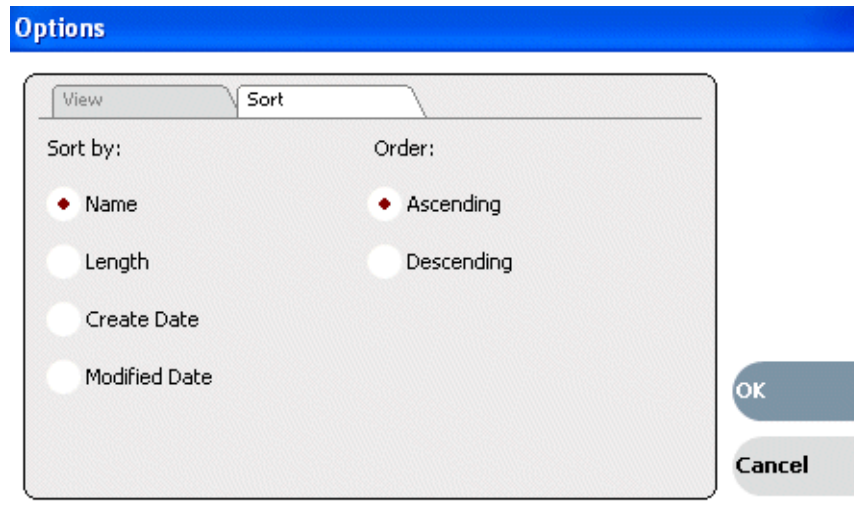 Options
View
Sort
Sort by:
Order:
Name
Ascending
Length
Descending
Create Date
Modified Date
OK
Cancel